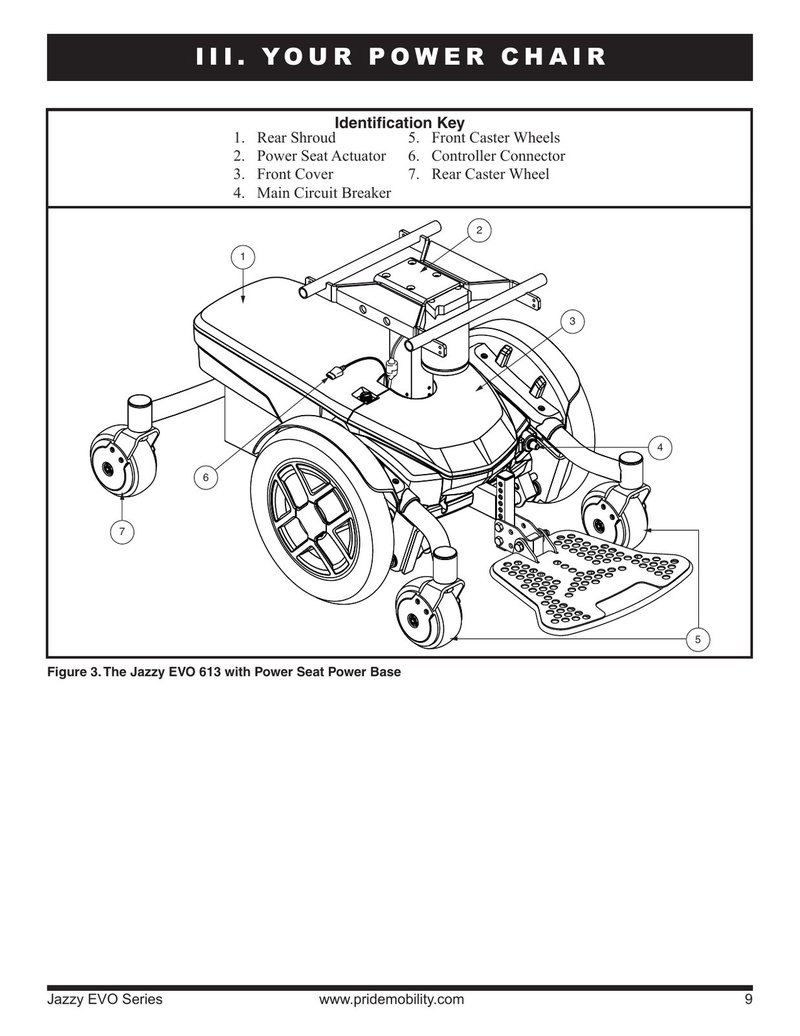 III. YOUR POWER CHAIR
Identification Key
1. Rear Shroud
2. Power Seat Actuator
3. Front Cover
4. Main Circuit Breaker
5. Front Caster Wheels
6. Controller Connector
7. Rear Caster Wheel
2
1
3
4
6
7
5
Figure 3. The Jazzy EVO 613 with Power Seat Power Base
Jazzy EVO Series www.pridemobility.com 9